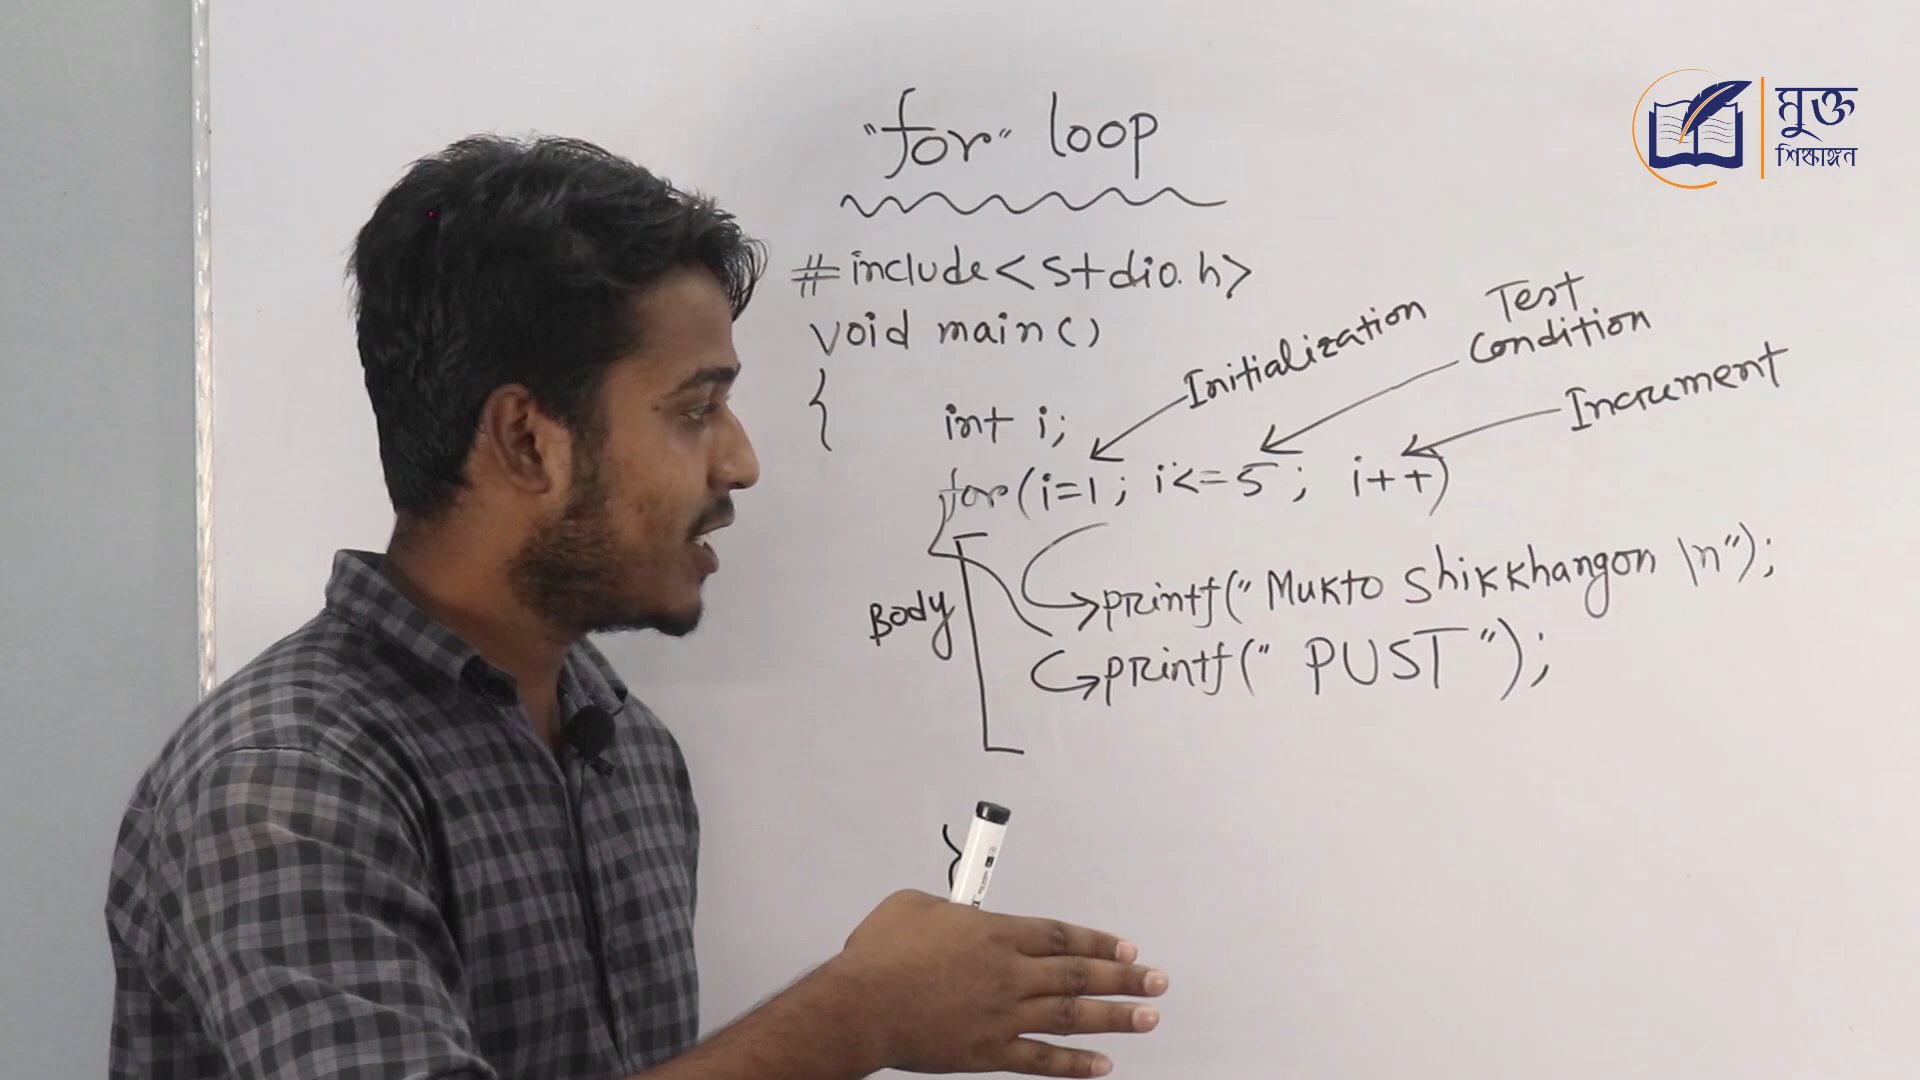 "for" loop
#include<stdio.h>
void main()
{
int i;
for(i=1; i<=5; i++)
Initialization
Test
Condition
Increment
Body
printf("Mukto Shikkhangon \n");
printf(" PUST ");
}
মুক্ত
শিক্ষাঙ্গন